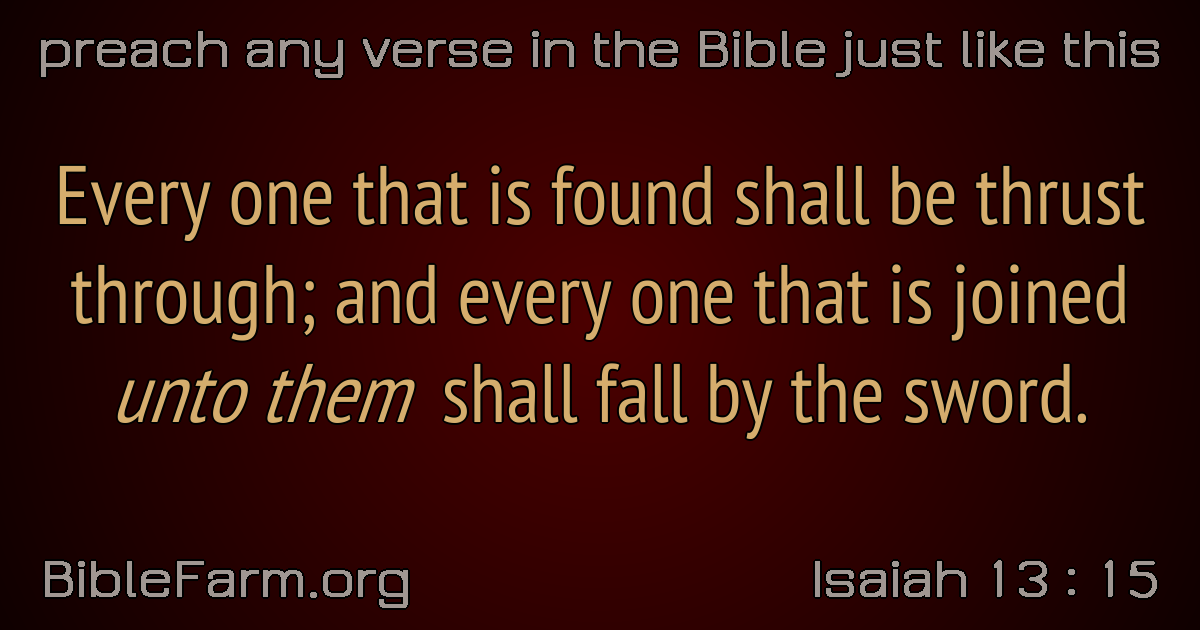 preach any verse in the Bible just like this
Every one that is found shall be thrust
through; and every one that is joined
unto them shall fall by the sword.
BibleFarm.org
Isaiah 13 : 15